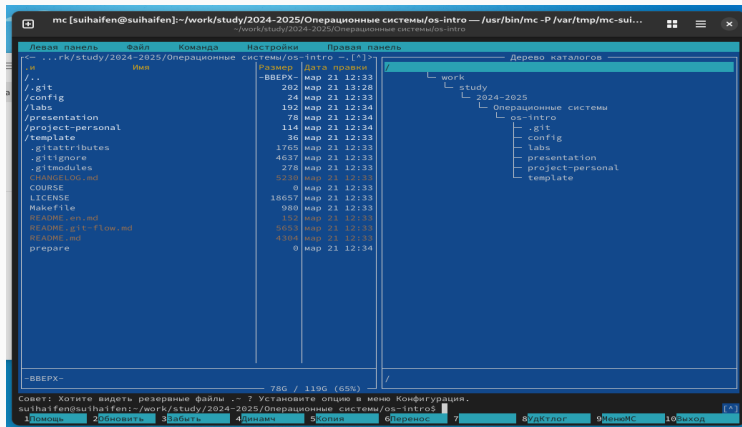 mc [suihaifen@suihaifen]:~/work/study/2024-2025/Операционные системы/os-intro — /usr/bin/mc -P /var/tmp/mc-sui...
~/work/study/2024-2025/Операционные системы/os-intro
Левая панель Файл Команда Настройки Правая панель
<— ...rk/study/2024-2025/Операционные системы/os-intro —.[^]>
Дерево каталогов
.и Имя Размер Дата правки
/.. -ВВЕРХ- мар 21 12:33
/.git 202 мар 21 13:28
/config 24 мар 21 12:33
/labs 192 мар 21 12:34
/presentation 78 мар 21 12:34
/project-personal 114 мар 21 12:34
/template 36 мар 21 12:33
.gitattributes 1765 мар 21 12:33
.gitignore 4637 мар 21 12:33
.gitmodules 278 мар 21 12:33
CHANGELOG.md 5230 мар 21 12:33
COURSE 0 мар 21 12:33
LICENSE 18657 мар 21 12:33
Makefile 980 мар 21 12:33
README.en.md 152 мар 21 12:33
README.git-flow.md 5653 мар 21 12:33
README.md 4384 мар 21 12:33
prepare 0 мар 21 12:34
-ВВЕРХ-
78G / 119G (65%)
/
work
study
2024-2025
Операционные системы
os-intro
.git
config
labs
presentation
project-personal
template
/
Совет: Хотите видеть резервные файлы .~ ? Установите опцию в меню Конфигурация.
suihaifen@suihaifen:~/work/study/2024-2025/Операционные системы/os-intro$ [^]
1Помощь 2Обновить 3Забыть 4Динамч 5Копия 6Перенос 7 8УдКтлог 9МенюМС 10Выход